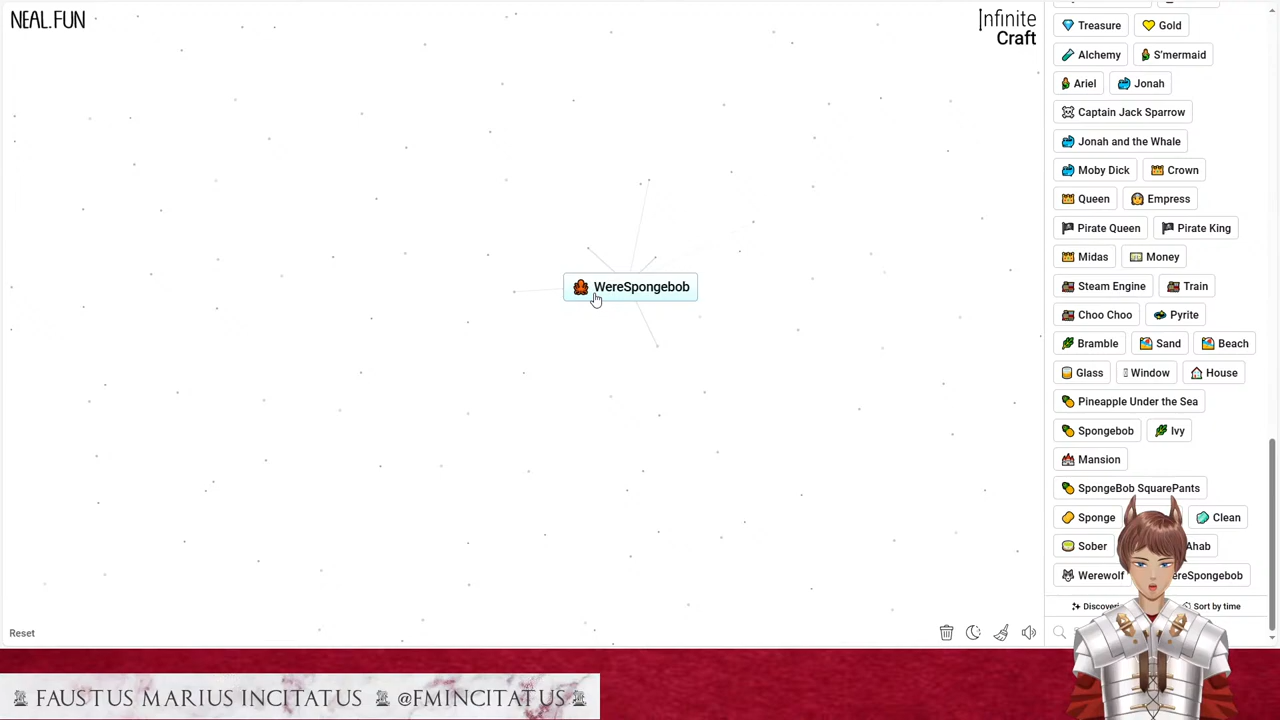 NEAL.FUN
Infinite
Craft
Treasure Gold
Alchemy S'mermaid
Ariel Jonah
Captain Jack Sparrow
Jonah and the Whale
Moby Dick Crown
Queen Empress
Pirate Queen Pirate King
Midas Money
Steam Engine Train
Choo Choo Pyrite
WereSpongebob
Bramble Sand Beach
Glass Window House
Pineapple Under the Sea
Spongebob Ivy
Mansion
SpongeBob SquarePants
Sponge Clean
Sober Ahab
Werewolf ereSpongebob
Discoveri Sort by time
Reset
FAUSTUS MARIUS INCITATUS @FMINCITATUS